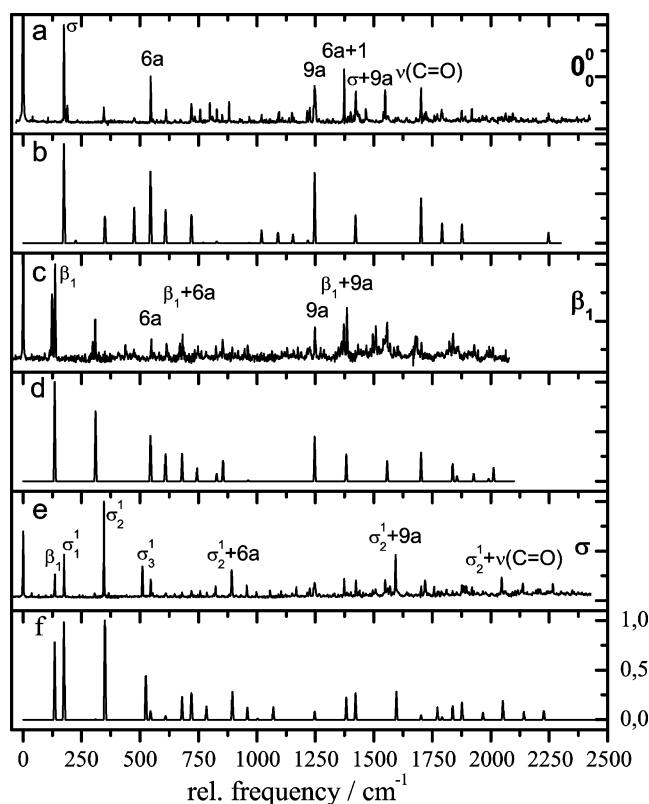 a
σ
6a
9a
6a+1
σ+9a
ν(C=O)
0₀⁰
b
c
β₁
6a
β₁+6a
9a
β₁+9a
β₁
d
e
β₁
σ₁¹
σ₂¹
σ₃¹
σ₂¹+6a
σ₂¹+9a
σ₂¹+ν(C=O)
σ
f
1,0
0,5
0,0
0 250 500 750 1000 1250 1500 1750 2000 2250 2500
rel. frequency / cm⁻¹